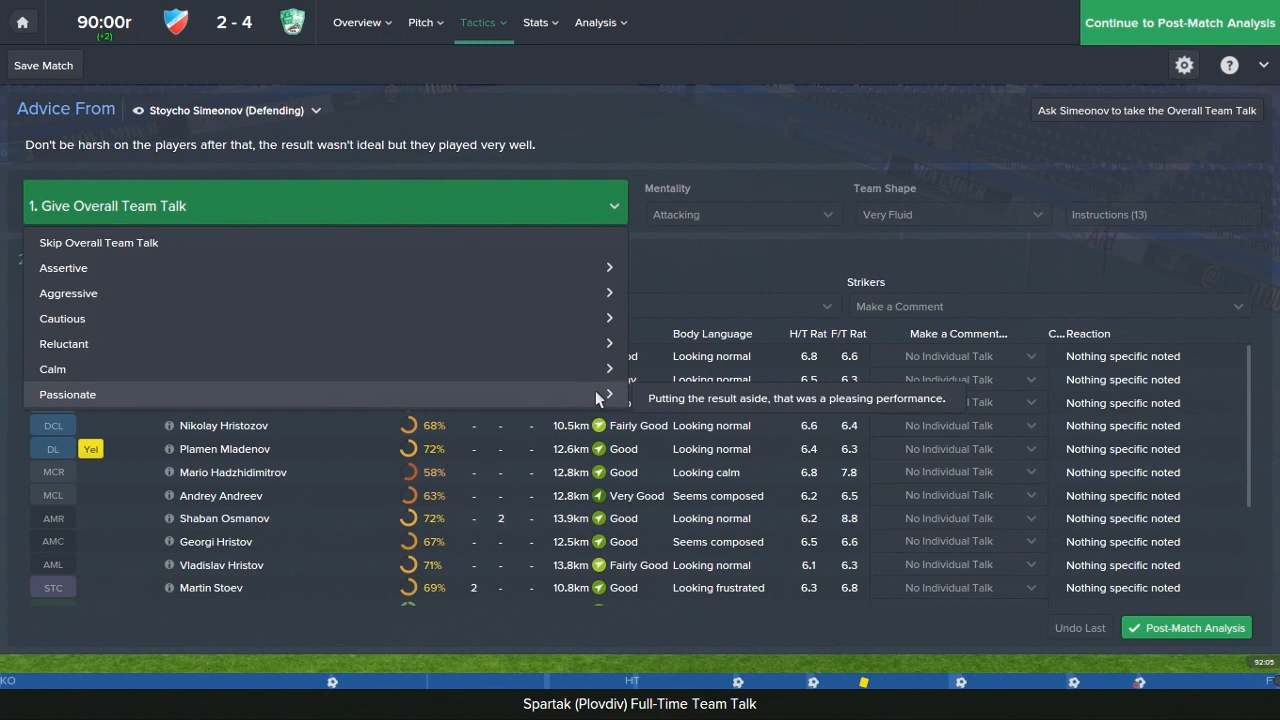 90:00r
(+2)
2 - 4
Overview
Pitch
Tactics
Stats
Analysis
Continue to Post-Match Analysis
Save Match
Advice From
Stoycho Simeonov (Defending)
Ask Simeonov to take the Overall Team Talk
Don't be harsh on the players after that, the result wasn't ideal but they played very well.
1. Give Overall Team Talk
Mentality
Attacking
Team Shape
Very Fluid
Instructions (13)
Skip Overall Team Talk
Assertive
Aggressive
Cautious
Reluctant
Calm
Passionate
Putting the result aside, that was a pleasing performance.
Strikers
Make a Comment
Body Language H/T Rat F/T Rat Make a Comment... C... Reaction
Looking normal 6.8 6.6 No Individual Talk Nothing specific noted
Looking normal 6.5 6.3 No Individual Talk Nothing specific noted
Nothing specific noted
DCL Nikolay Hristozov 68% - - - 10.5km Fairly Good Looking normal 6.6 6.4 No Individual Talk Nothing specific noted
DL Yel Plamen Mladenov 72% - - - 12.6km Good Looking normal 6.4 6.3 No Individual Talk Nothing specific noted
MCR Mario Hadzhidimitrov 58% - - - 12.8km Good Looking calm 6.8 7.8 No Individual Talk Nothing specific noted
MCL Andrey Andreev 63% - - - 12.8km Very Good Seems composed 6.2 6.5 No Individual Talk Nothing specific noted
AMR Shaban Osmanov 72% - 2 - 13.9km Good Looking normal 6.2 8.8 No Individual Talk Nothing specific noted
AMC Georgi Hristov 67% - - - 12.5km Good Seems composed 6.5 6.6 No Individual Talk Nothing specific noted
AML Vladislav Hristov 71% - - - 13.8km Fairly Good Looking normal 6.1 6.3 No Individual Talk Nothing specific noted
STC Martin Stoev 69% 2 - - 10.8km Good Looking frustrated 6.3 6.8 No Individual Talk Nothing specific noted
Undo Last
Post-Match Analysis
92:05
KO
HT
Spartak (Plovdiv) Full-Time Team Talk